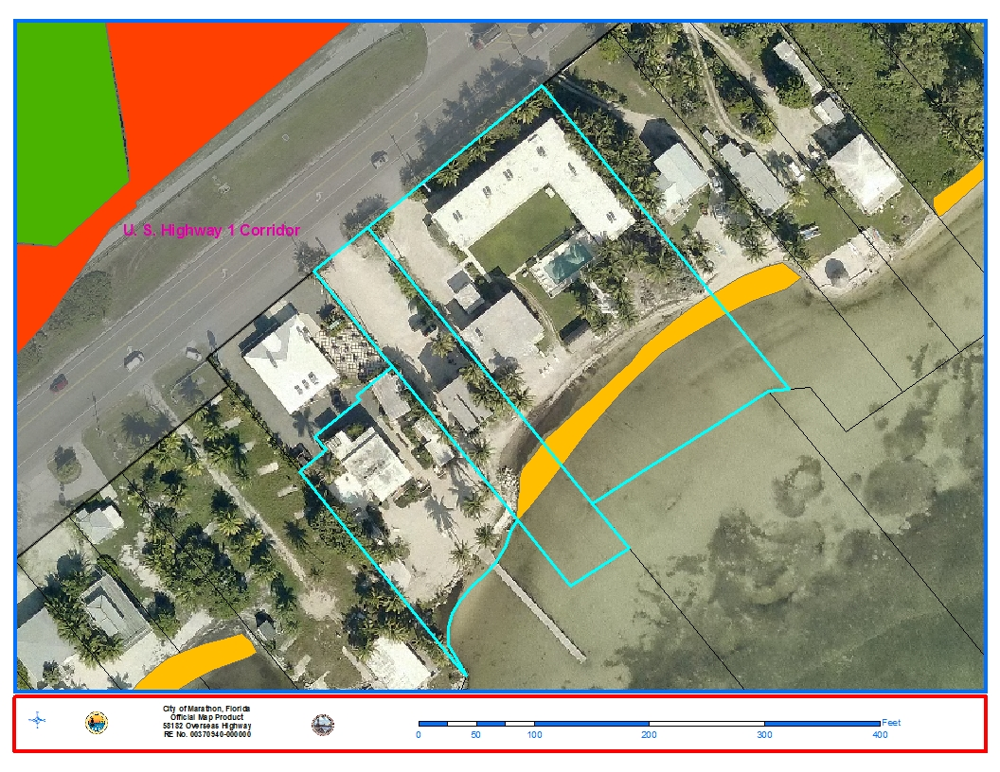 U. S. Highway 1 Corridor
City of Marathon, Florida
Official Map Product
58182 Overseas Highway
RE No. 00370940-000000
Feet
0 50 100 200 300 400